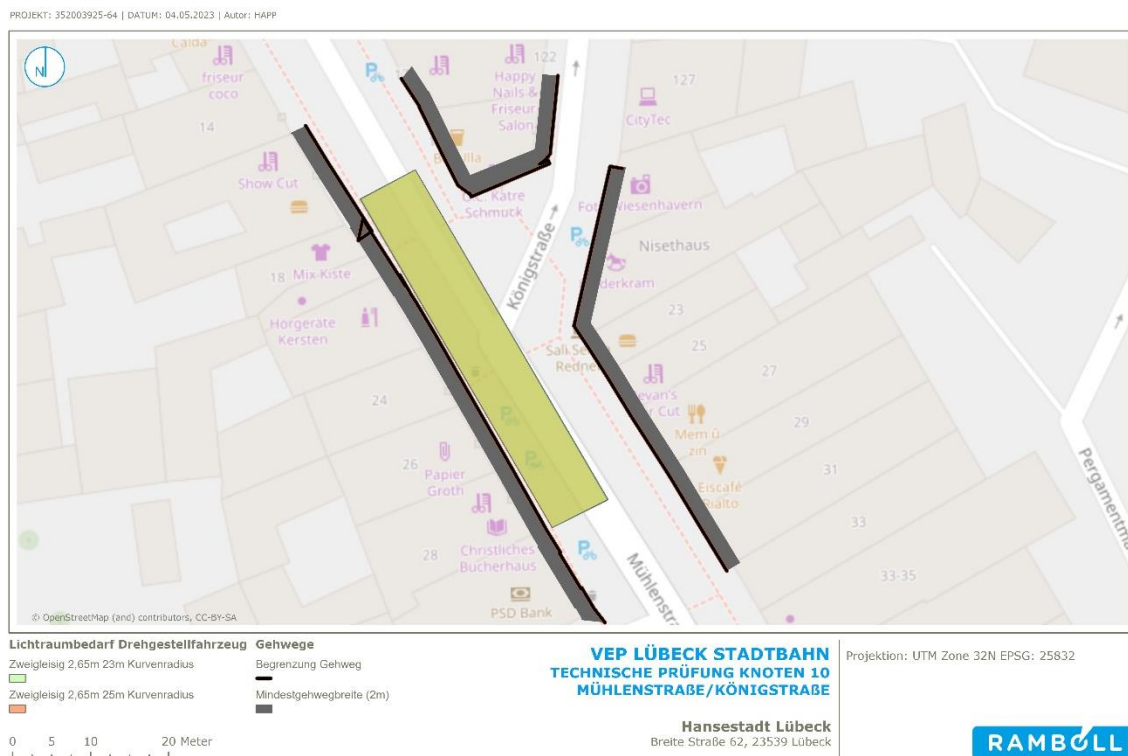 PROJEKT: 352003925-64 | DATUM: 04.05.2023 | Autor: HAPP
N
Caida
friseur
coco
14
122
Happy
Nails &
Friseur
Salon
127
CityTec
Show Cut
Katre
Schmuck
Nisethaus
18
Mix Kiste
Königstraße
Hörgeräte
Kersten
23
25
24
27
29
Mem ü
zin
26
Papier
Groth
Eiscafé
Rialto
31
33
28
Christliches
Bücherhaus
33-35
PSD Bank
© OpenStreetMap (and) contributors, CC-BY-SA
Lichtraumbedarf Drehgestellfahrzeug
Zweigleisig 2,65m 23m Kurvenradius
Zweigleisig 2,65m 25m Kurvenradius
Gehwege
Begrenzung Gehweg
Mindestgehwegbreite (2m)
0 5 10 20 Meter
VEP LÜBECK STADTBAHN
TECHNISCHE PRÜFUNG KNOTEN 10
MÜHLENSTRAßE/KÖNIGSTRAßE
Hansestadt Lübeck
Breite Straße 62, 23539 Lübeck
Projektion: UTM Zone 32N EPSG: 25832
RAMBOLL